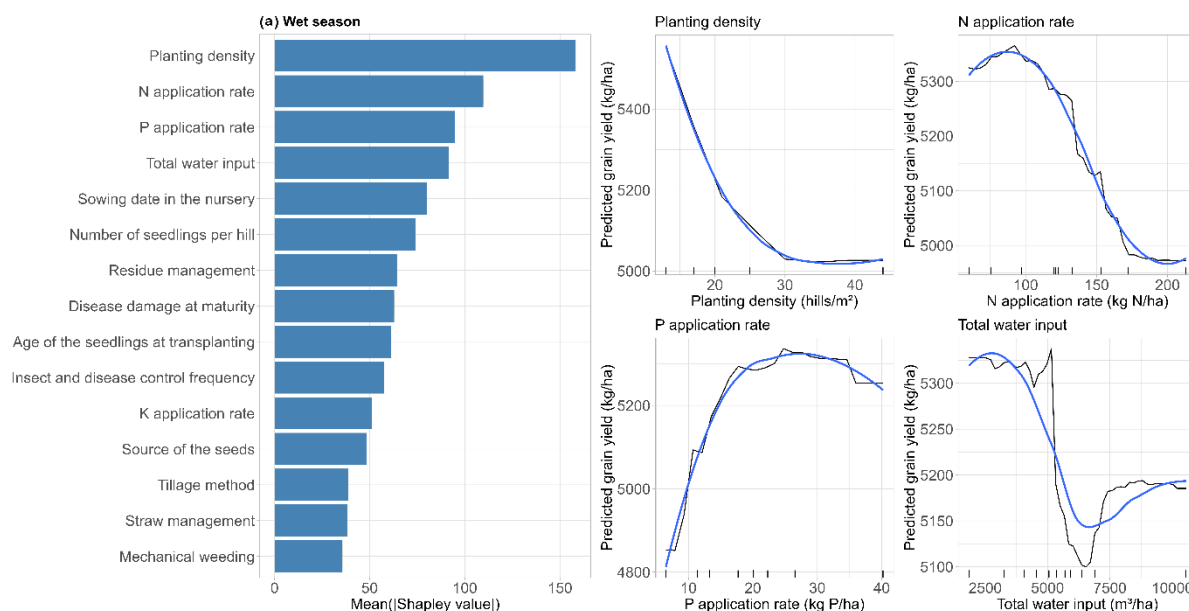 (a) Wet season
Planting density
N application rate
P application rate
Total water input
Sowing date in the nursery
Number of seedlings per hill
Residue management
Disease damage at maturity
Age of the seedlings at transplanting
Insect and disease control frequency
K application rate
Source of the seeds
Tillage method
Straw management
Mechanical weeding
0 50 100 150
Mean(|Shapley value|)
Planting density
Predicted grain yield (kg/ha)
5400
5200
5000
20 30 40
Planting density (hills/m²)
N application rate
Predicted grain yield (kg/ha)
5300
5200
5100
5000
100 150 200
N application rate (kg N/ha)
P application rate
Predicted grain yield (kg/ha)
5200
5000
4800
10 20 30 40
P application rate (kg P/ha)
Total water input
Predicted grain yield (kg/ha)
5300
5250
5200
5150
5100
2500 5000 7500 10000
Total water input (m³/ha)